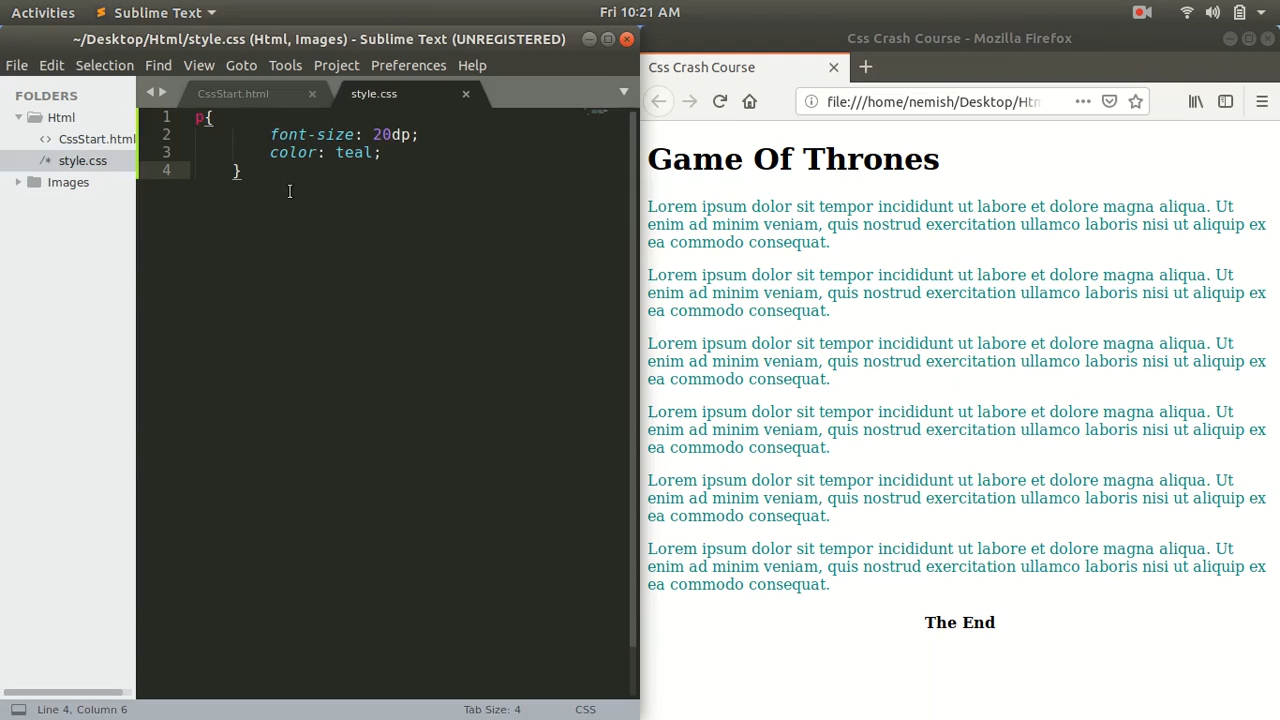 Activities
Sublime Text
Fri 10:21 AM
~/Desktop/Html/style.css (Html, Images) - Sublime Text (UNREGISTERED)
File Edit Selection Find View Goto Tools Project Preferences Help
FOLDERS
Html
<> CssStart.html
/* style.css
Images
CssStart.html
style.css
1 p{
2 font-size: 20dp;
3 color: teal;
4 }
Line 4, Column 6
Tab Size: 4
CSS
Css Crash Course - Mozilla Firefox
Css Crash Course
file:///home/nemish/Desktop/Htm
Game Of Thrones
Lorem ipsum dolor sit tempor incididunt ut labore et dolore magna aliqua. Ut
enim ad minim veniam, quis nostrud exercitation ullamco laboris nisi ut aliquip ex
ea commodo consequat.
Lorem ipsum dolor sit tempor incididunt ut labore et dolore magna aliqua. Ut
enim ad minim veniam, quis nostrud exercitation ullamco laboris nisi ut aliquip ex
ea commodo consequat.
Lorem ipsum dolor sit tempor incididunt ut labore et dolore magna aliqua. Ut
enim ad minim veniam, quis nostrud exercitation ullamco laboris nisi ut aliquip ex
ea commodo consequat.
Lorem ipsum dolor sit tempor incididunt ut labore et dolore magna aliqua. Ut
enim ad minim veniam, quis nostrud exercitation ullamco laboris nisi ut aliquip ex
ea commodo consequat.
Lorem ipsum dolor sit tempor incididunt ut labore et dolore magna aliqua. Ut
enim ad minim veniam, quis nostrud exercitation ullamco laboris nisi ut aliquip ex
ea commodo consequat.
Lorem ipsum dolor sit tempor incididunt ut labore et dolore magna aliqua. Ut
enim ad minim veniam, quis nostrud exercitation ullamco laboris nisi ut aliquip ex
ea commodo consequat.
The End